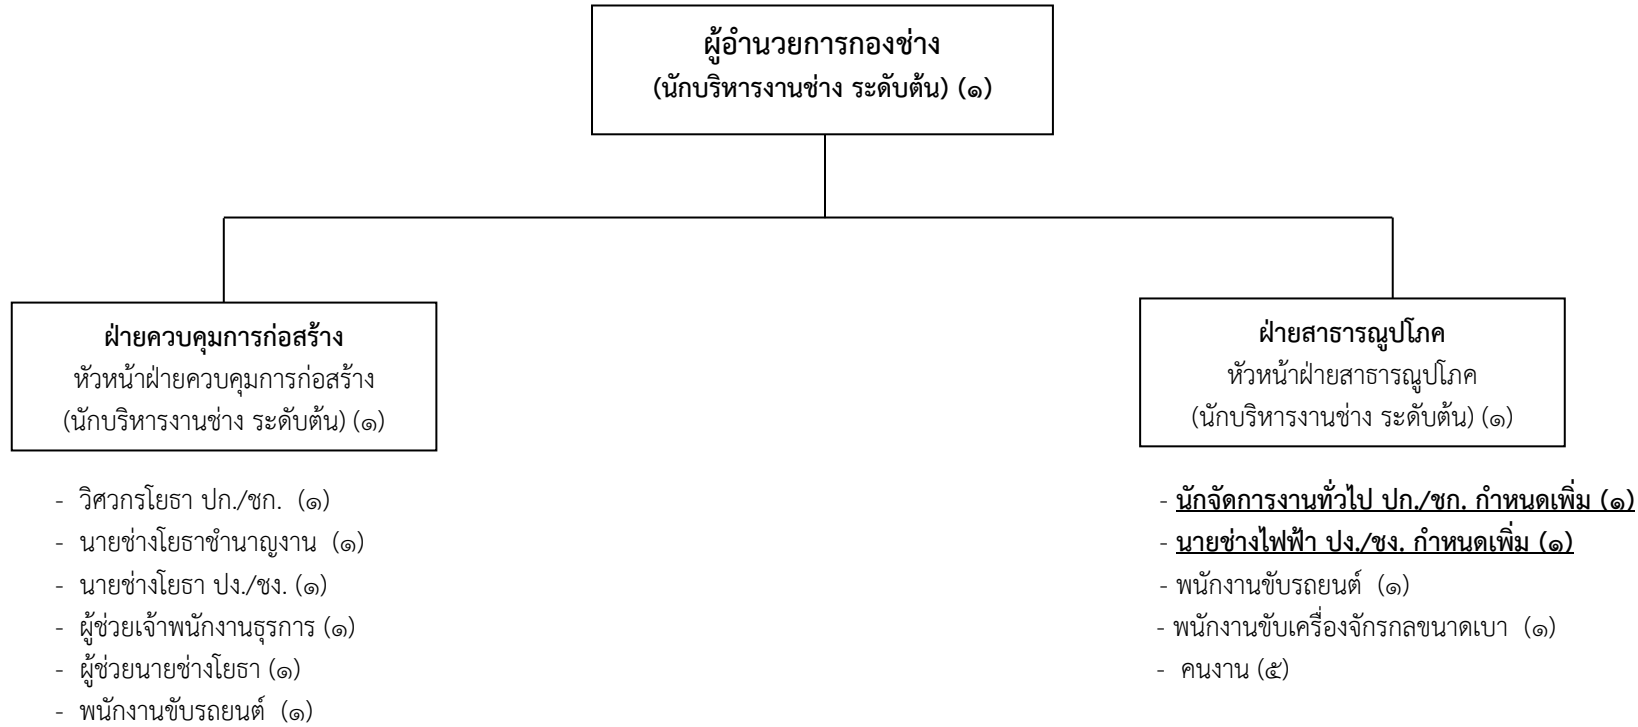 ผู้อำนวยการกองช่าง
(นักบริหารงานช่าง ระดับต้น) (๑)
ฝ่ายควบคุมการก่อสร้าง
หัวหน้าฝ่ายควบคุมการก่อสร้าง
(นักบริหารงานช่าง ระดับต้น) (๑)
- วิศวกรโยธา ปก./ชก. (๑)
- นายช่างโยธาชำนาญงาน (๑)
- นายช่างโยธา ปง./ชง. (๑)
- ผู้ช่วยเจ้าพนักงานธุรการ (๑)
- ผู้ช่วยนายช่างโยธา (๑)
- พนักงานขับรถยนต์ (๑)
ฝ่ายสาธารณูปโภค
หัวหน้าฝ่ายสาธารณูปโภค
(นักบริหารงานช่าง ระดับต้น) (๑)
- นักจัดการงานทั่วไป ปก./ชก. กำหนดเพิ่ม (๑)
- นายช่างไฟฟ้า ปง./ชง. กำหนดเพิ่ม (๑)
- พนักงานขับรถยนต์ (๑)
- พนักงานขับเครื่องจักรกลขนาดเบา (๑)
- คนงาน (๕)